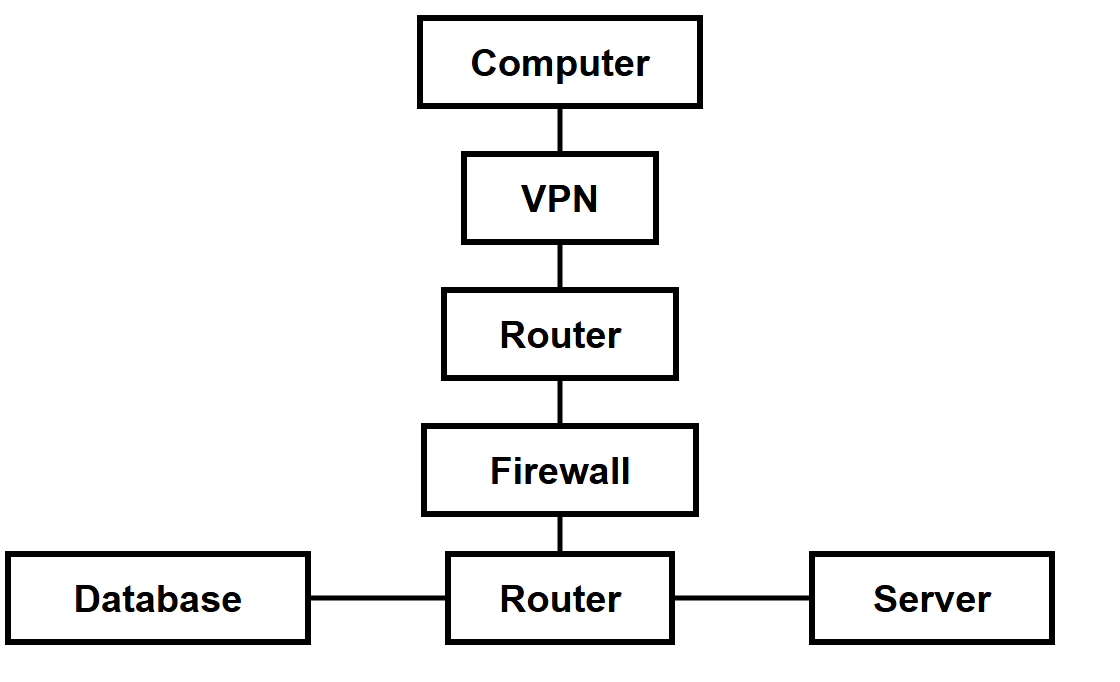 Computer
VPN
Router
Firewall
Database
Router
Server